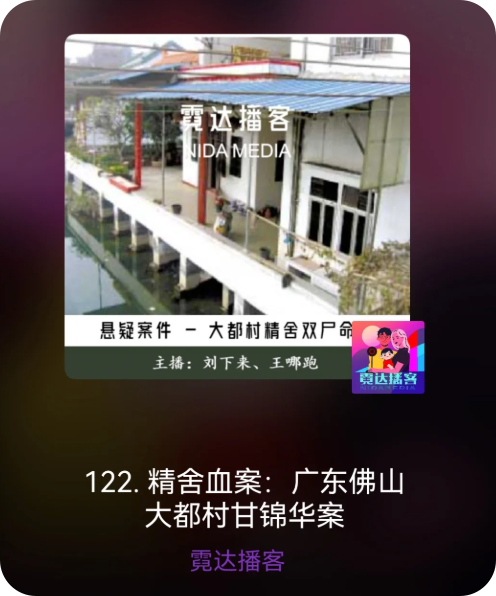 霓达播客
NIDA MEDIA
悬疑案件 － 大都村精舍双尸命
主播：刘下来、王哪跑
霓达播客
NIDA MEDIA
122. 精舍血案：广东佛山
大都村甘锦华案
霓达播客